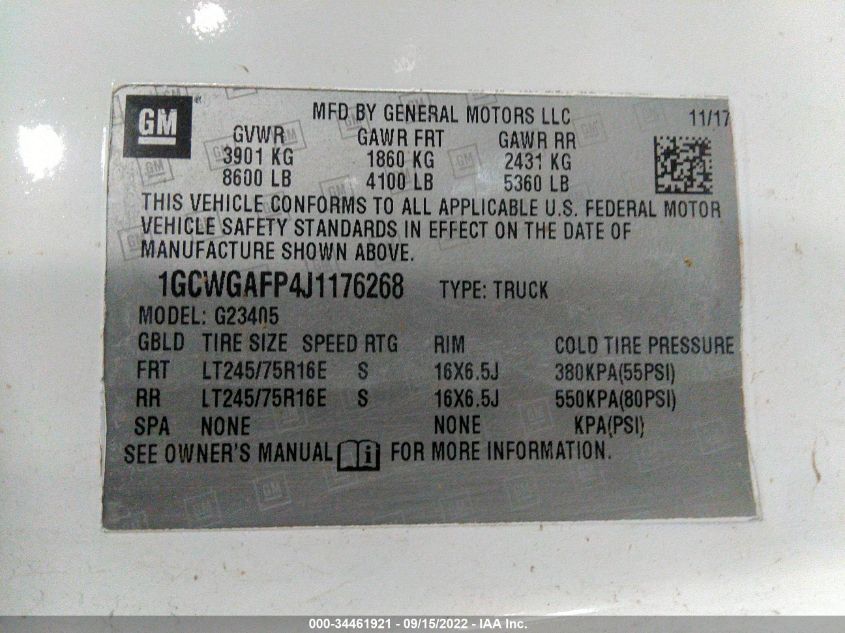 GM MFD BY GENERAL MOTORS LLC 11/17
GVWR GAWR FRT GAWR RR
3901 KG 1860 KG 2431 KG
8600 LB 4100 LB 5360 LB
THIS VEHICLE CONFORMS TO ALL APPLICABLE U.S. FEDERAL MOTOR
VEHICLE SAFETY STANDARDS IN EFFECT ON THE DATE OF
MANUFACTURE SHOWN ABOVE.
1GCWGAFP4J1176268 TYPE: TRUCK
MODEL: G23405
GBLD TIRE SIZE SPEED RTG RIM COLD TIRE PRESSURE
FRT LT245/75R16E S 16X6.5J 380KPA(55PSI)
RR LT245/75R16E S 16X6.5J 550KPA(80PSI)
SPA NONE NONE KPA(PSI)
SEE OWNER'S MANUAL i FOR MORE INFORMATION.
000-34461921 - 09/15/2022 - IAA Inc.